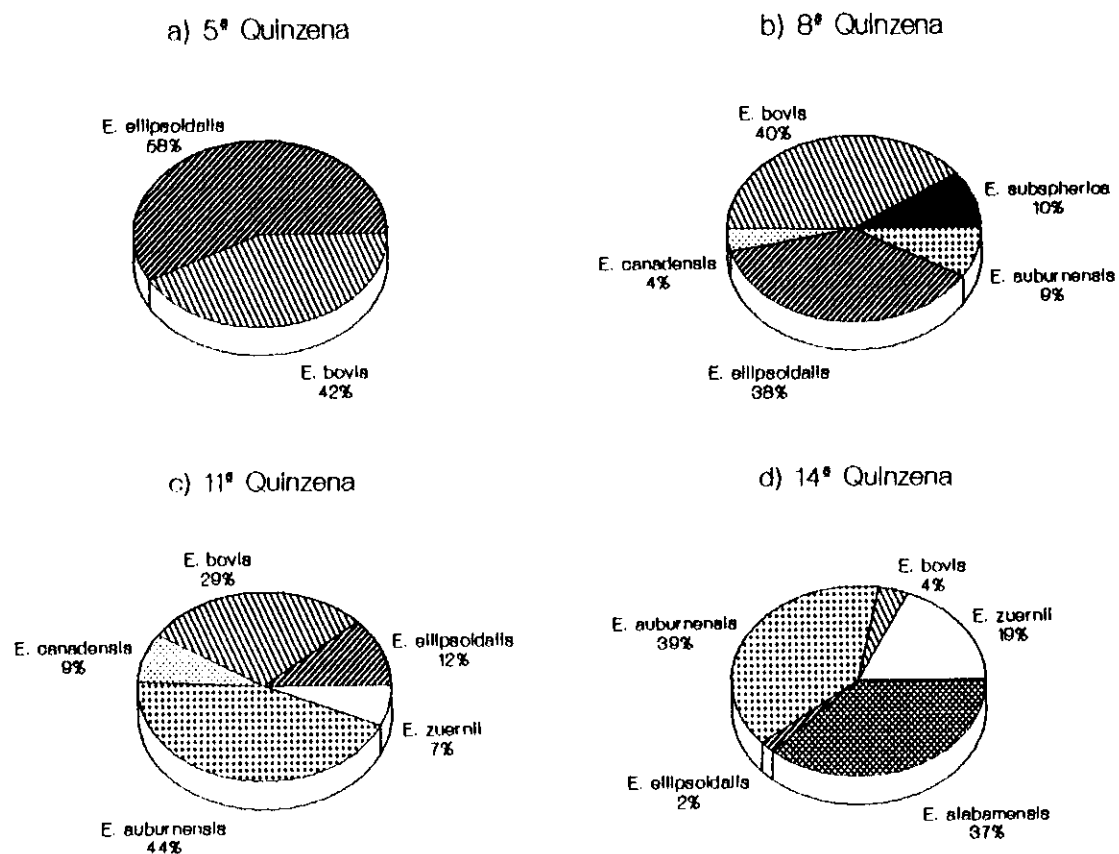 a) 5ª Quinzena
E. ellipsoidalis
58%
E. bovis
42%
b) 8ª Quinzena
E. bovis
40%
E. subspherica
10%
E. canadensis
4%
E. auburnensis
9%
E. ellipsoidalis
38%
c) 11ª Quinzena
E. bovis
29%
E. canadensis
9%
E. ellipsoidalis
12%
E. zuernii
7%
E. auburnensis
44%
d) 14ª Quinzena
E. bovis
4%
E. auburnensis
39%
E. zuernii
19%
E. ellipsoidalis
2%
E. alabamensis
37%